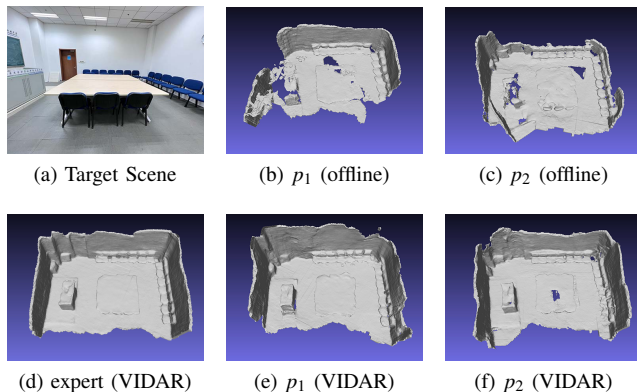 (a) Target Scene
(b) p₁ (offline)
(c) p₂ (offline)
(d) expert (VIDAR)
(e) p₁ (VIDAR)
(f) p₂ (VIDAR)